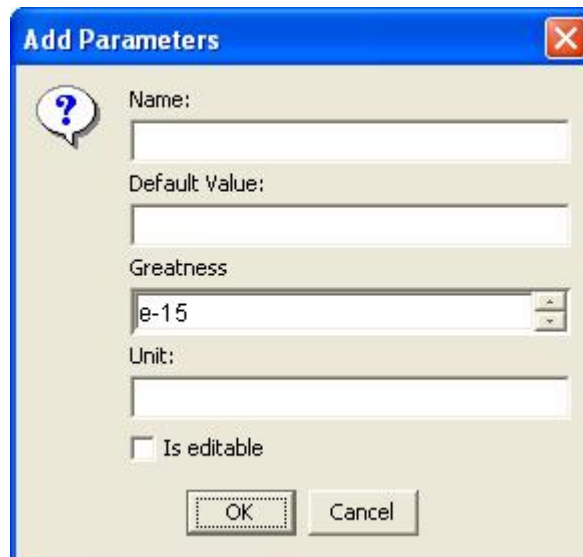 Add Parameters
?
Name:
Default Value:
Greatness
e-15
Unit:
Is editable
OK Cancel